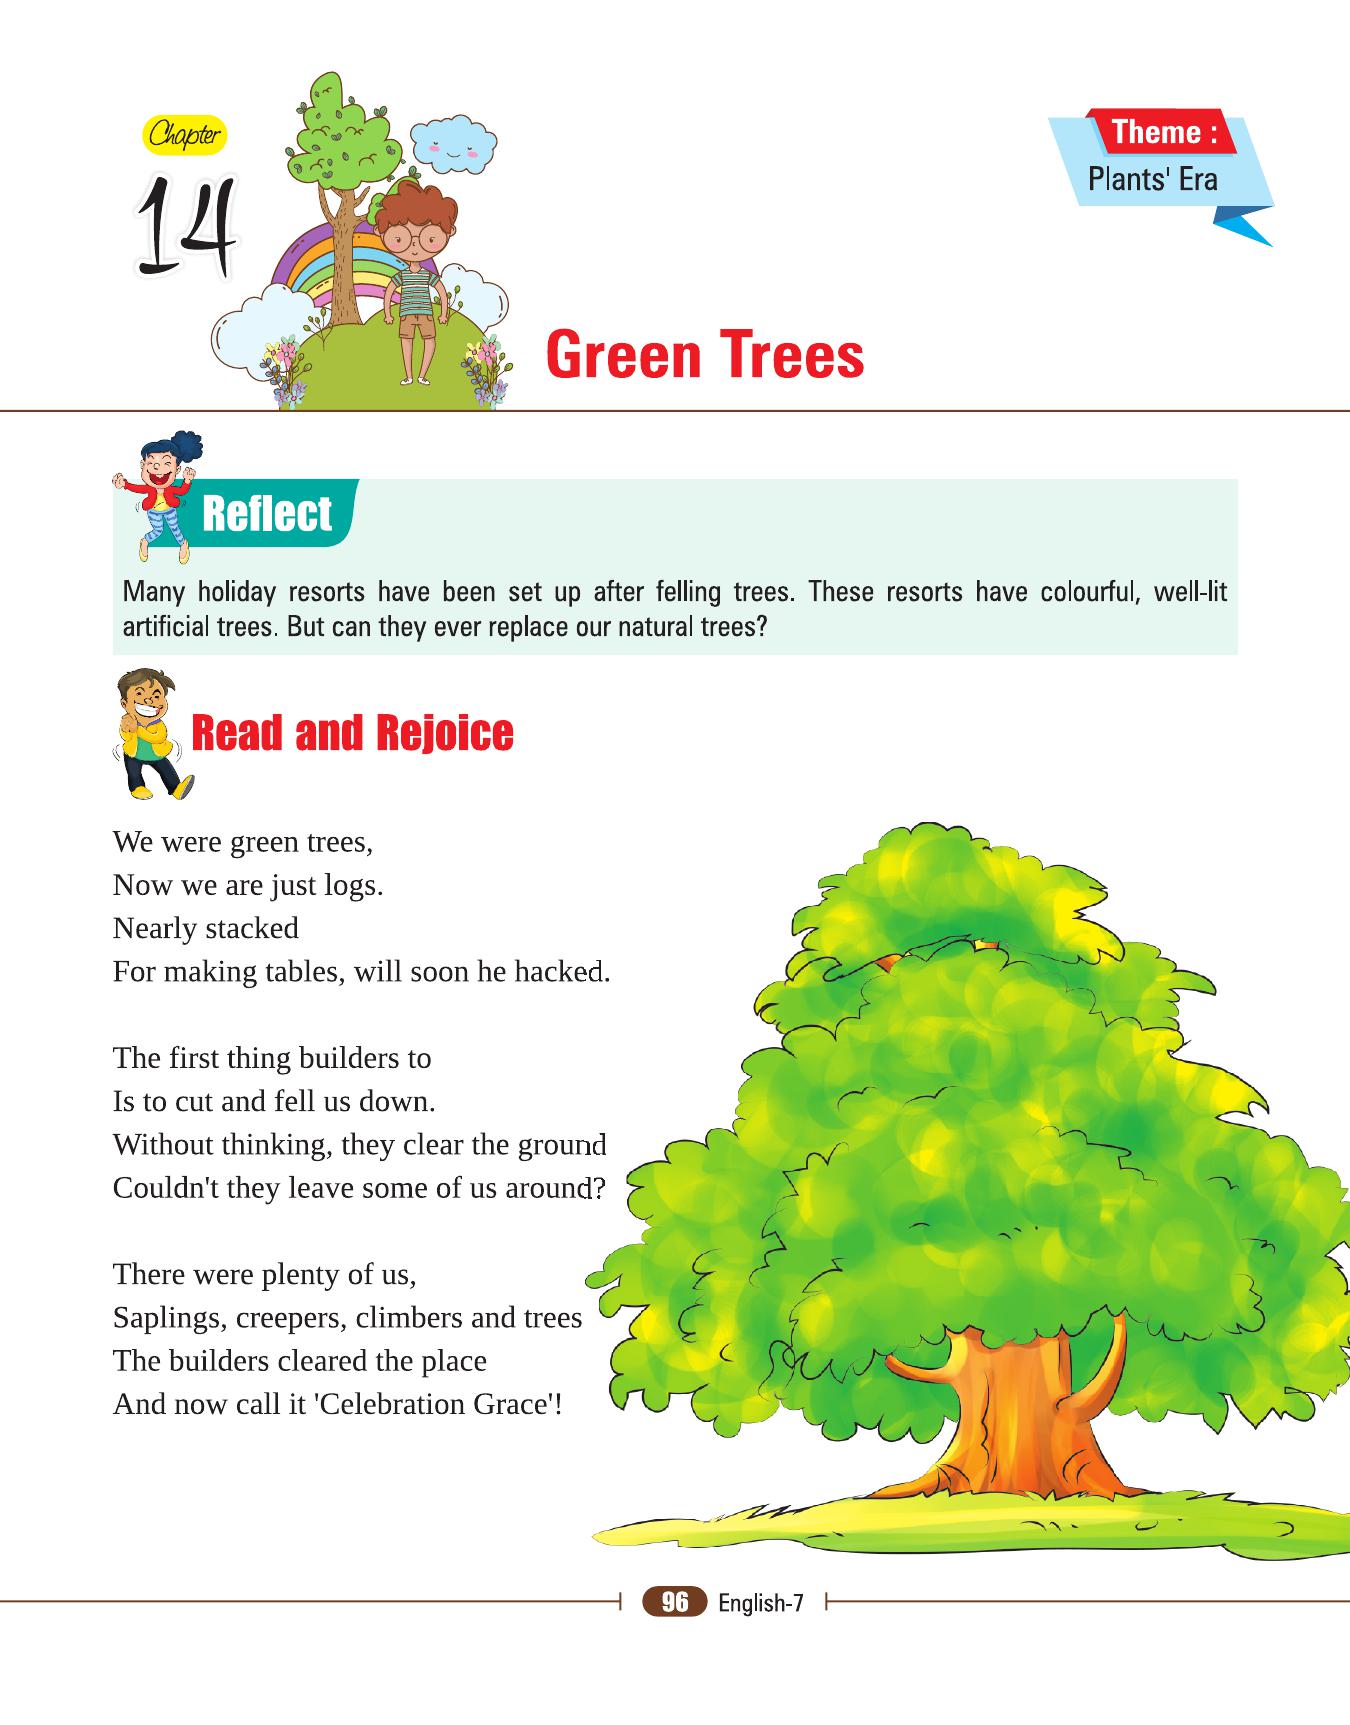 Chapter
14
Theme :
Plants' Era
Green Trees
Reflect
Many holiday resorts have been set up after felling trees. These resorts have colourful, well-lit
artificial trees. But can they ever replace our natural trees?
Read and Rejoice
We were green trees,
Now we are just logs.
Nearly stacked
For making tables, will soon he hacked.
The first thing builders to
Is to cut and fell us down.
Without thinking, they clear the ground
Couldn't they leave some of us around?
There were plenty of us,
Saplings, creepers, climbers and trees
The builders cleared the place
And now call it 'Celebration Grace'!
96 English-7